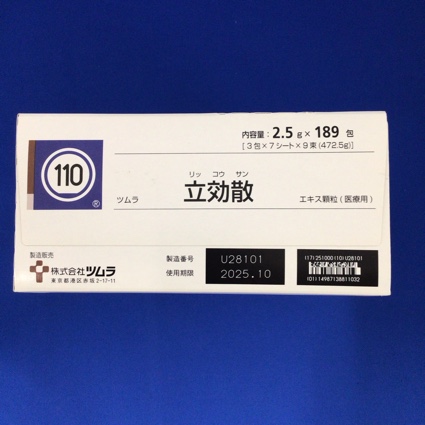 内容量：2.5g×189 包
[3包×7シート×9束(472.5g)]
110
®
リッ コウ サン
ツムラ 立効散 エキス顆粒(医療用)
製造販売
株式会社ツムラ
東京都港区赤坂2-17-11
製造番号 U28101
使用期限 2025.10
(17)251000(10)U28101
(01)14987138811032